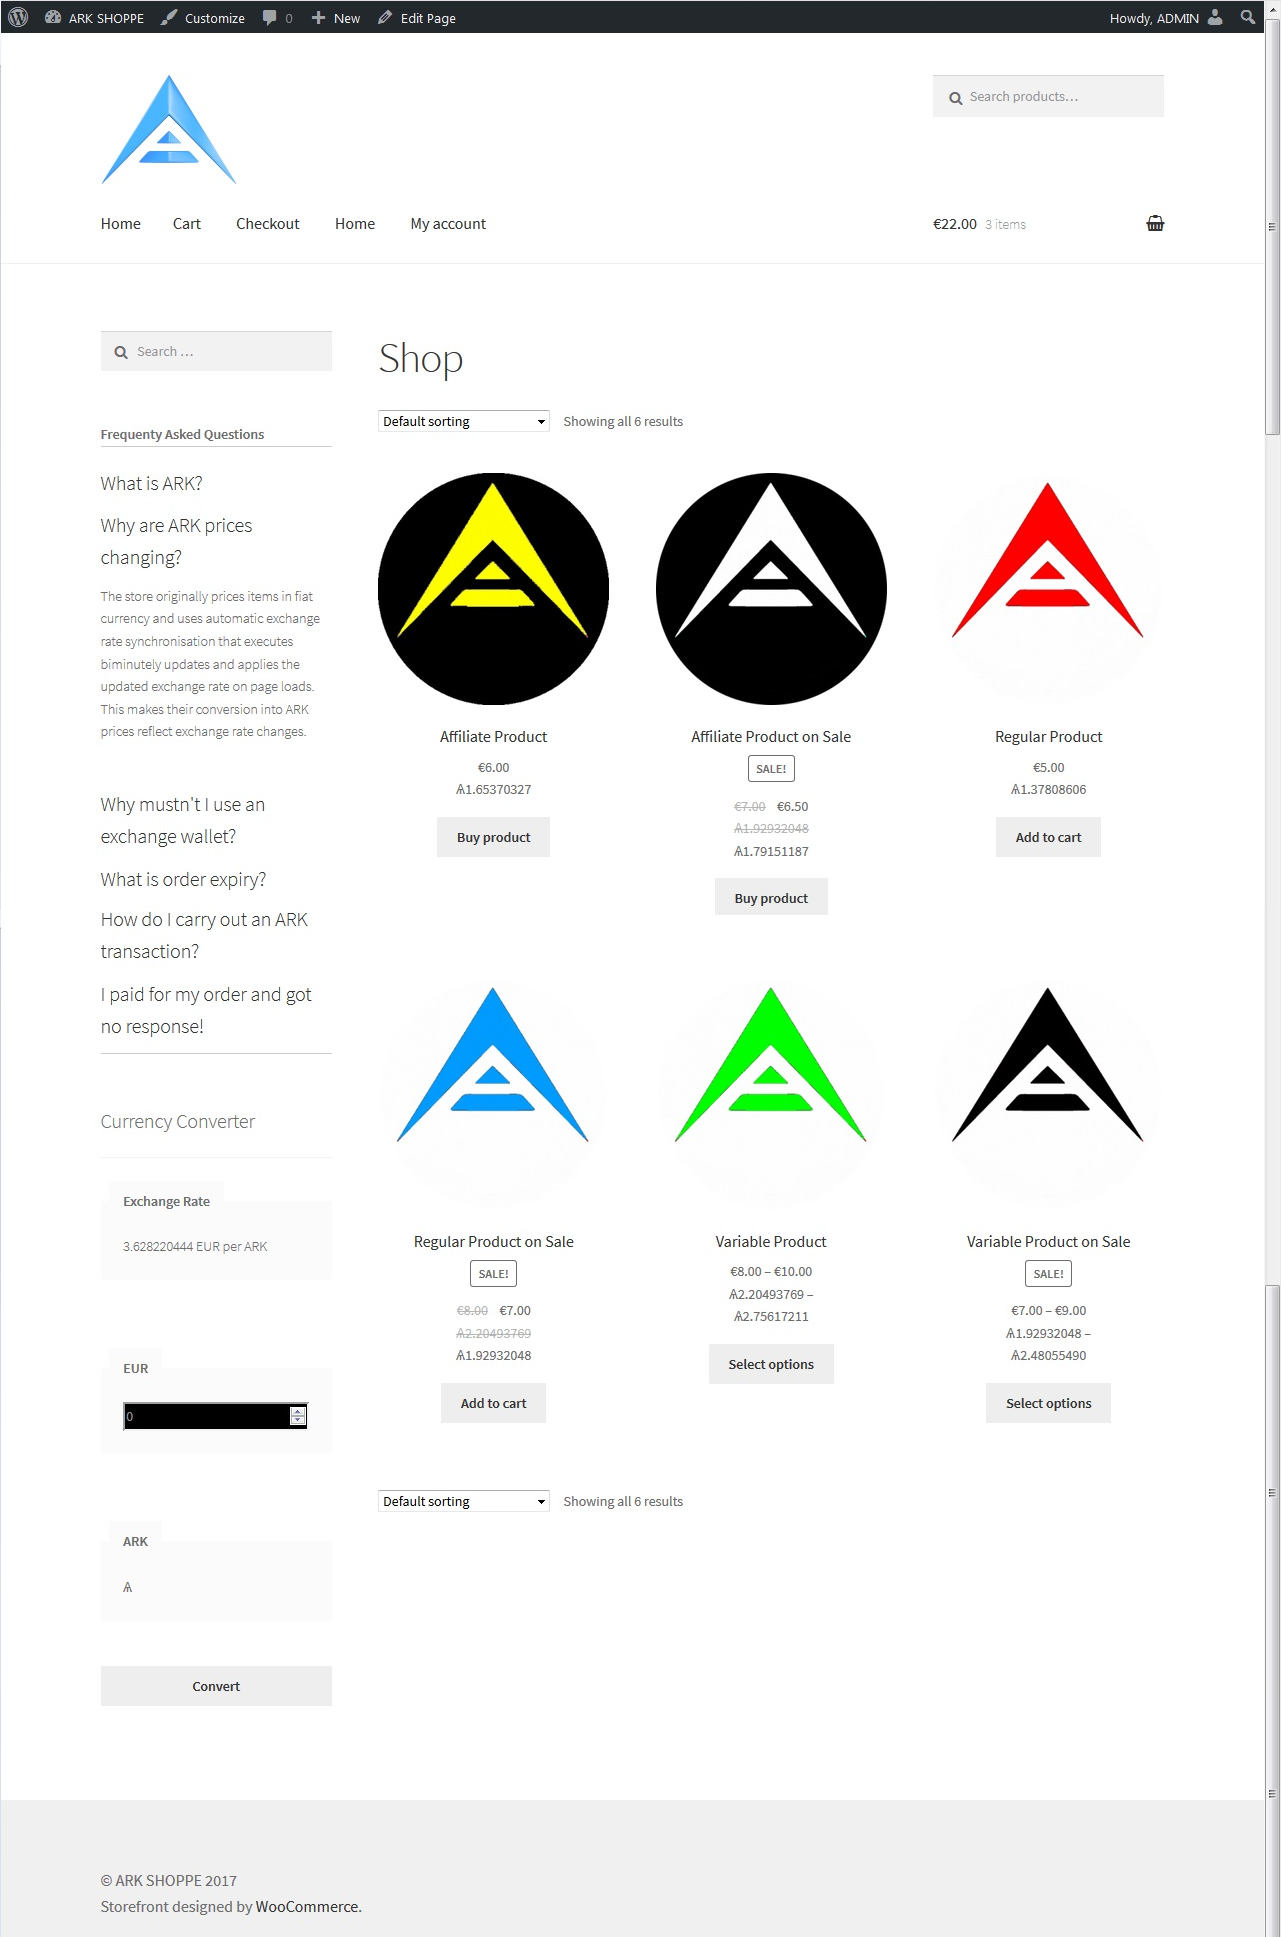 ARK SHOPPE Customize 0 New Edit Page Howdy, ADMIN
Search products…
Home Cart Checkout Home My account €22.00 3 items
Search …
Frequenty Asked Questions
What is ARK?
Why are ARK prices
changing?
The store originally prices items in fiat
currency and uses automatic exchange
rate synchronisation that executes
biminutely updates and applies the
updated exchange rate on page loads.
This makes their conversion into ARK
prices reflect exchange rate changes.
Why mustn't I use an
exchange wallet?
What is order expiry?
How do I carry out an ARK
transaction?
I paid for my order and got
no response!
Currency Converter
Exchange Rate
3.628220444 EUR per ARK
EUR
0
ARK
Ѧ
Convert
Shop
Default sorting Showing all 6 results
Affiliate Product
€6.00
Ѧ1.65370327
Buy product
Affiliate Product on Sale
SALE!
€7.00 €6.50
Ѧ1.92932048
Ѧ1.79151187
Buy product
Regular Product
€5.00
Ѧ1.37808606
Add to cart
Regular Product on Sale
SALE!
€8.00 €7.00
Ѧ2.20493769
Ѧ1.92932048
Add to cart
Variable Product
€8.00 – €10.00
Ѧ2.20493769 –
Ѧ2.75617211
Select options
Variable Product on Sale
SALE!
€7.00 – €9.00
Ѧ1.92932048 –
Ѧ2.48055490
Select options
Default sorting Showing all 6 results
© ARK SHOPPE 2017
Storefront designed by WooCommerce.